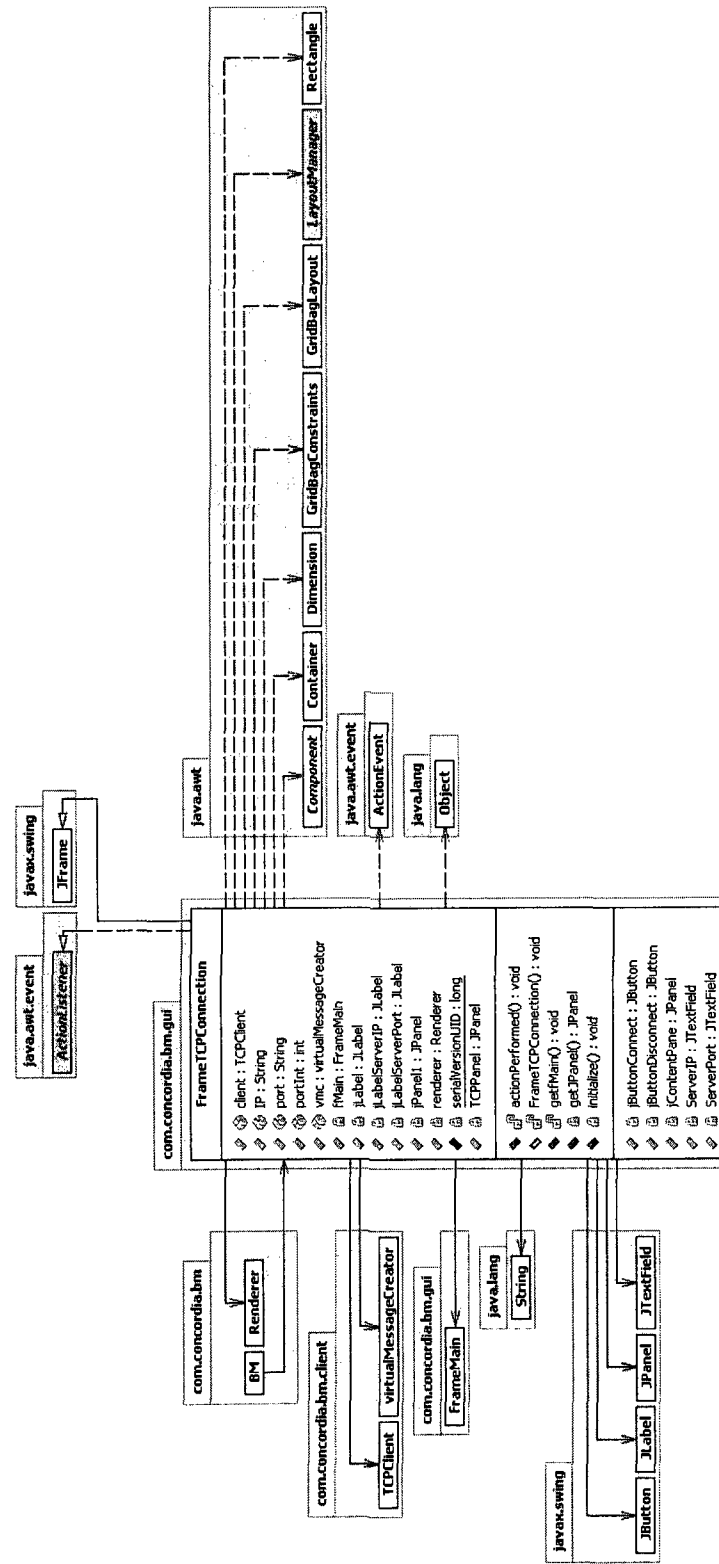 java.awt.event
ActionListener
javax.swing
JFrame
java.awt
Component
Container
Dimension
GridBagConstraints
GridBagLayout
LayoutManager
Rectangle
java.awt.event
ActionEvent
java.lang
Object
com.concordia.bm.gui
FrameTCPConnection
client : TCPClient
IP : String
port : String
portInt : int
vmc : virtualMessageCreator
fMain : FrameMain
jLabel : JLabel
jLabelServerIP : JLabel
jLabelServerPort : JLabel
jPanel1 : JPanel
renderer : Renderer
serialVersionUID : long
TCPPanel : JPanel
actionPerformed() : void
FrameTCPConnection() : void
getfMain() : void
getJPanel() : JPanel
initialize() : void
jButtonConnect : JButton
jButtonDisconnect : JButton
jContentPane : JPanel
ServerIP : JTextField
ServerPort : JTextField
com.concordia.bm
BM
Renderer
com.concordia.bm.client
TCPClient
virtualMessageCreator
com.concordia.bm.gui
FrameMain
java.lang
String
javax.swing
JButton
JLabel
JPanel
JTextField